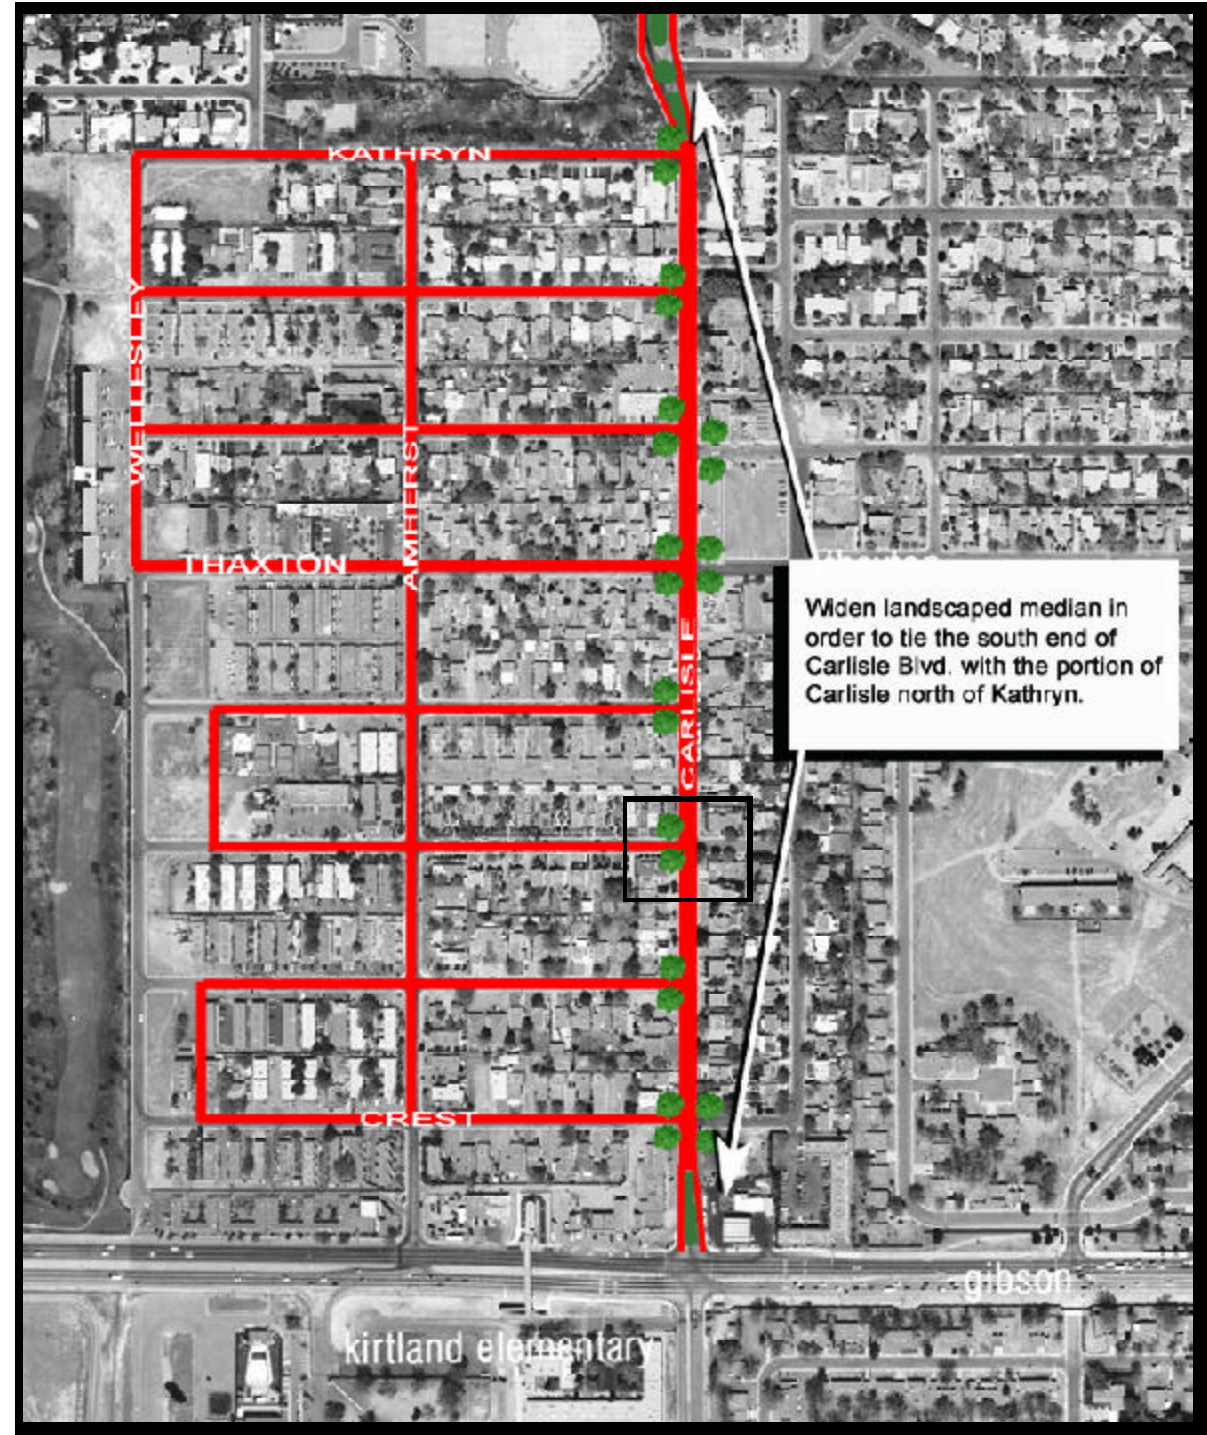 KATHRYN
WELLESLEY
AMHERST
THAXTON
CARLISLE
Widen landscaped median in
order to tie the south end of
Carlisle Blvd. with the portion of
Carlisle north of Kathryn.
CREST
gibson
kirtland elementary